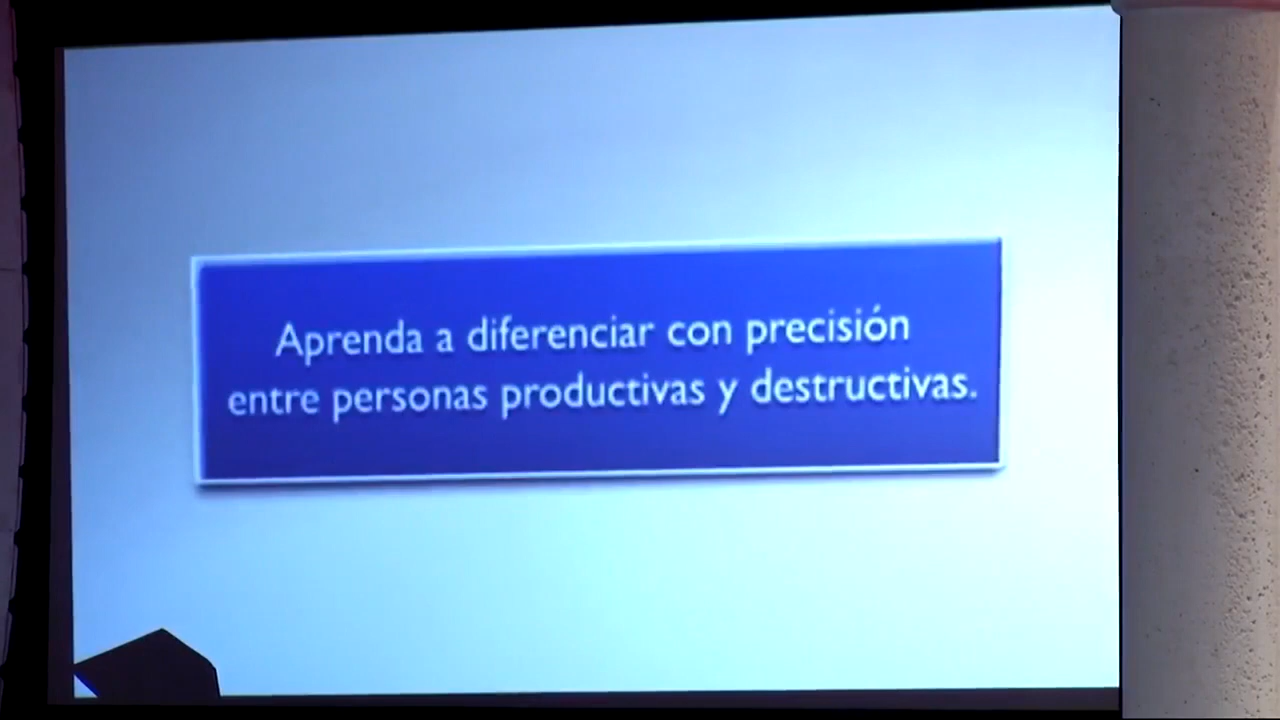 Aprenda a diferenciar con precisión
entre personas productivas y destructivas.